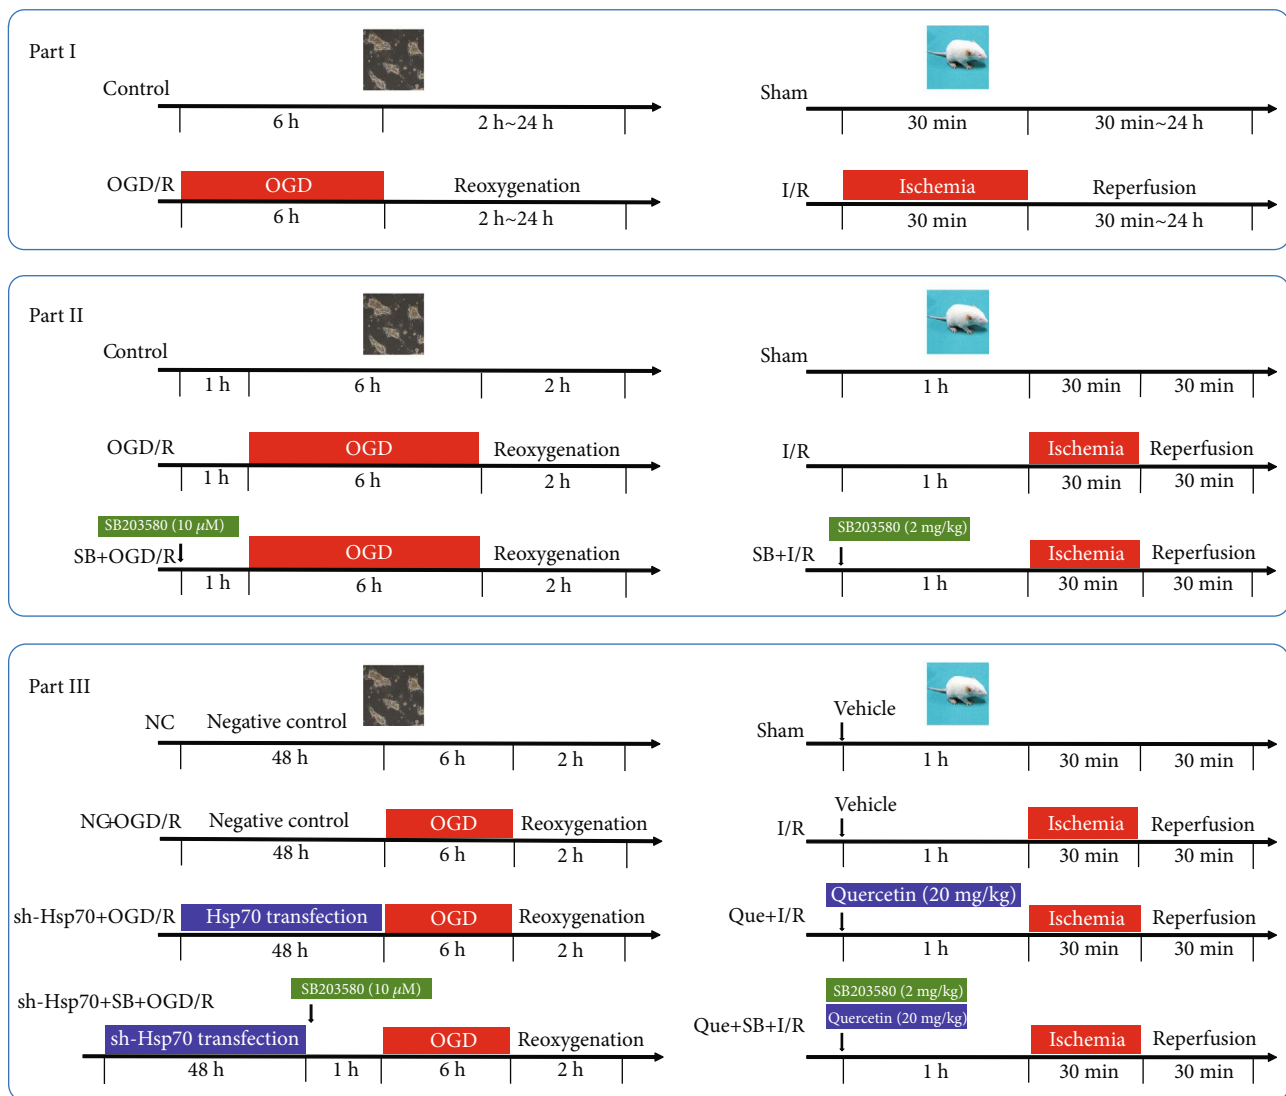 Part I
Control
6 h
2 h~24 h
OGD/R
OGD
Reoxygenation
6 h
2 h~24 h
Sham
30 min
30 min~24 h
I/R
Ischemia
Reperfusion
30 min
30 min~24 h
Part II
Control
1 h
6 h
2 h
OGD/R
OGD
Reoxygenation
1 h
6 h
2 h
SB203580 (10 μM)
SB+OGD/R
OGD
Reoxygenation
1 h
6 h
2 h
Sham
1 h
30 min
30 min
I/R
Ischemia
Reperfusion
1 h
30 min
30 min
SB203580 (2 mg/kg)
SB+I/R
Ischemia
Reperfusion
1 h
30 min
30 min
Part III
NC
Negative control
48 h
6 h
2 h
NC+OGD/R
Negative control
OGD
Reoxygenation
48 h
6 h
2 h
sh-Hsp70+OGD/R
Hsp70 transfection
OGD
Reoxygenation
48 h
6 h
2 h
SB203580 (10 μM)
sh-Hsp70+SB+OGD/R
sh-Hsp70 transfection
OGD
Reoxygenation
48 h
1 h
6 h
2 h
Vehicle
Sham
1 h
30 min
30 min
Vehicle
I/R
Ischemia
Reperfusion
1 h
30 min
30 min
Quercetin (20 mg/kg)
Que+I/R
Ischemia
Reperfusion
1 h
30 min
30 min
SB203580 (2 mg/kg)
Quercetin (20 mg/kg)
Que+SB+I/R
Ischemia
Reperfusion
1 h
30 min
30 min